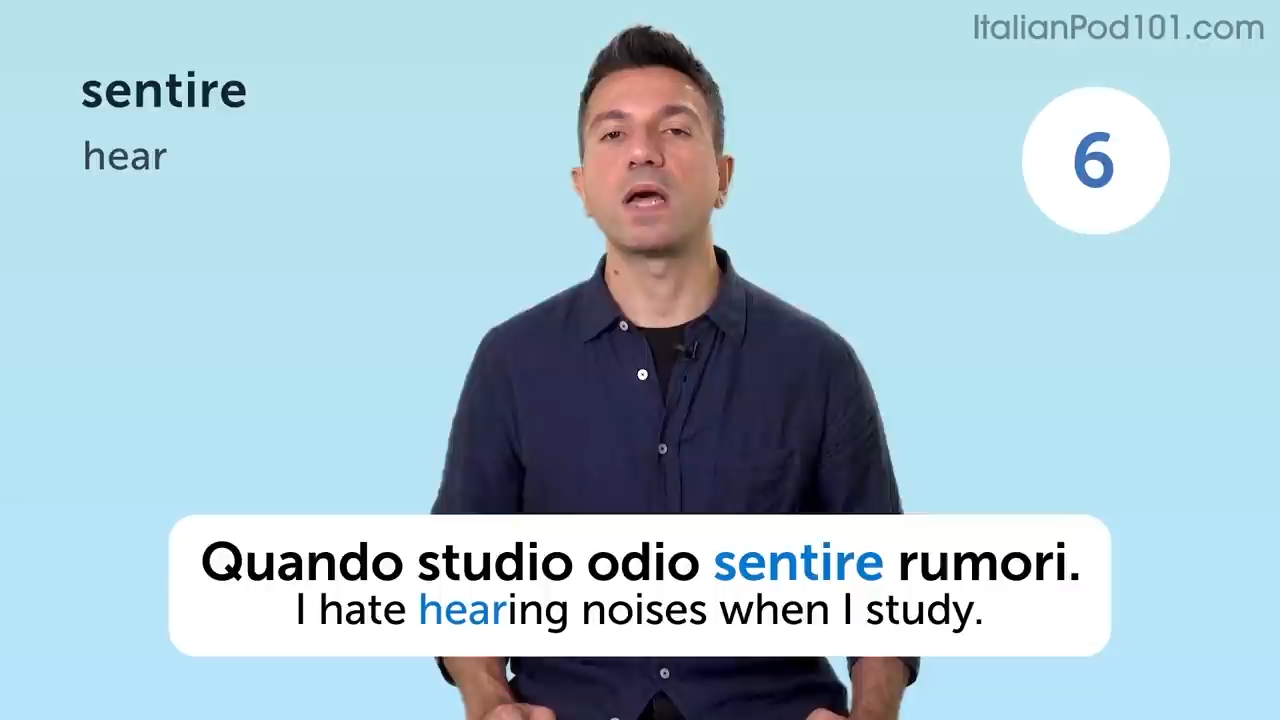 ItalianPod101.com
sentire
hear
6
Quando studio odio sentire rumori.
I hate hearing noises when I study.